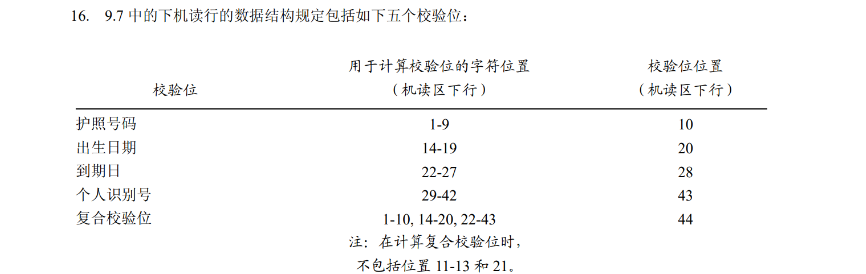 16. 9.7 中的下机读行的数据结构规定包括如下五个校验位：
用于计算校验位的字符位置 校验位位置
校验位 （机读区下行） （机读区下行）
护照号码 1-9 10
出生日期 14-19 20
到期日 22-27 28
个人识别号 29-42 43
复合校验位 1-10, 14-20, 22-43 44
注：在计算复合校验位时，
不包括位置 11-13 和 21。